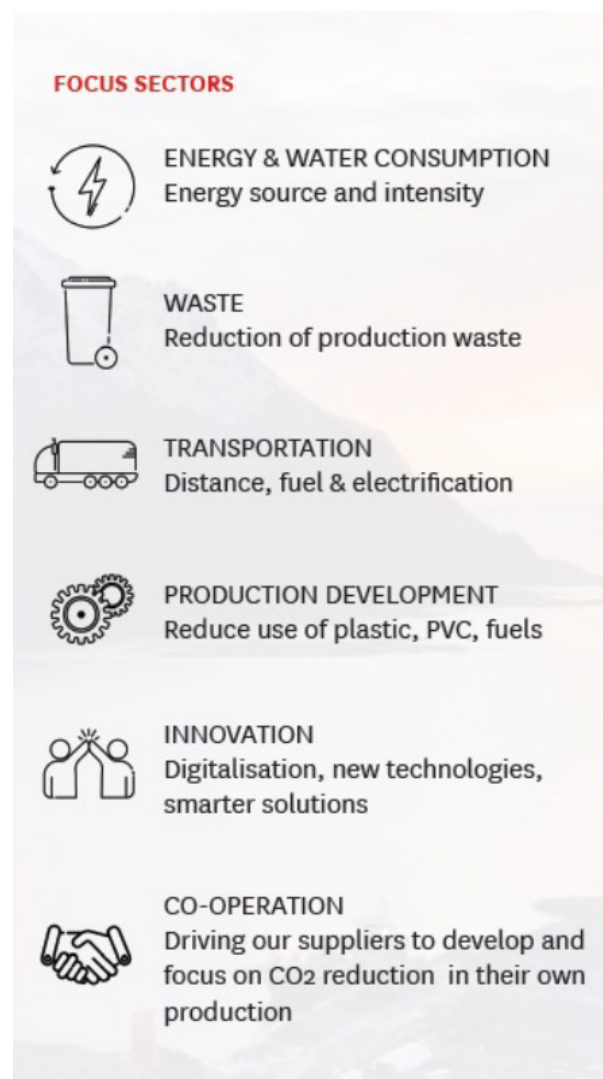 FOCUS SECTORS
ENERGY & WATER CONSUMPTION
Energy source and intensity
WASTE
Reduction of production waste
TRANSPORTATION
Distance, fuel & electrification
PRODUCTION DEVELOPMENT
Reduce use of plastic, PVC, fuels
INNOVATION
Digitalisation, new technologies,
smarter solutions
CO-OPERATION
Driving our suppliers to develop and
focus on CO2 reduction in their own
production